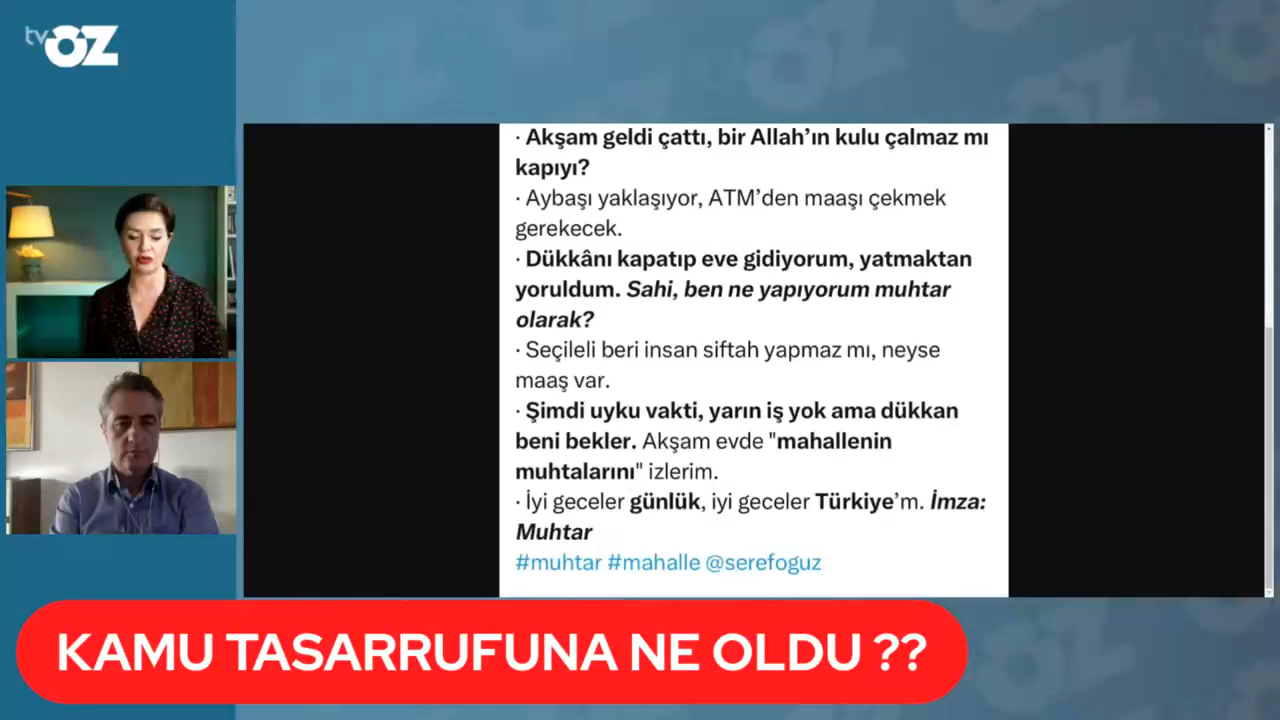 tv ÖZ
· Akşam geldi çattı, bir Allah’ın kulu çalmaz mı
kapıyı?
· Aybaşı yaklaşıyor, ATM’den maaşı çekmek
gerekecek.
· Dükkânı kapatıp eve gidiyorum, yatmaktan
yoruldum. Sahi, ben ne yapıyorum muhtar
olarak?
· Seçileli beri insan siftah yapmaz mı, neyse
maaş var.
· Şimdi uyku vakti, yarın iş yok ama dükkan
beni bekler. Akşam evde "mahallenin
muhtalarını" izlerim.
· İyi geceler günlük, iyi geceler Türkiye’m. İmza:
Muhtar
#muhtar #mahalle @serefoguz
KAMU TASARRUFUNA NE OLDU ??